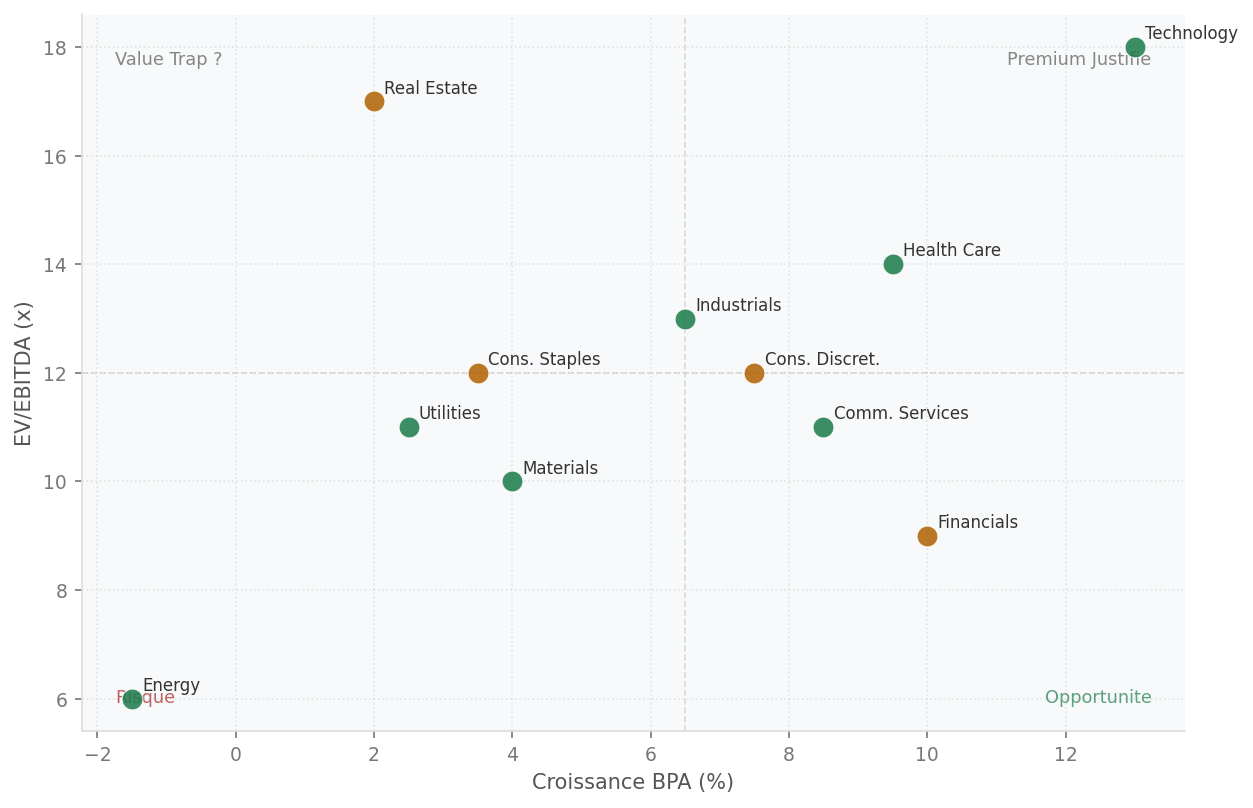 Technology
18
Value Trap ?
Premium Justifie
Real Estate
16
Health Care
14
Industrials
Cons. Staples
Cons. Discret.
12
Utilities
Comm. Services
EV/EBITDA (x)
Materials
10
Financials
8
Energy
Risque
6
Opportunite
−2
0
2
4
6
8
10
12
Croissance BPA (%)